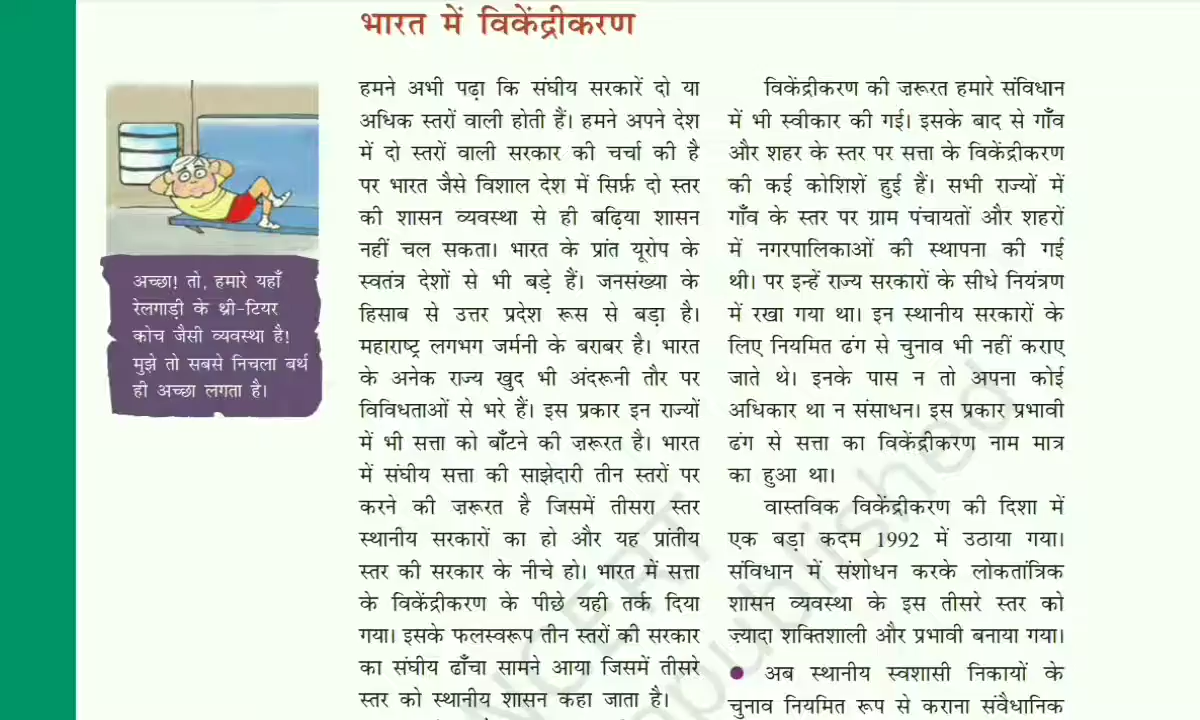 भारत में विकेंद्रीकरण
अच्छा! तो, हमारे यहाँ
रेलगाड़ी के थ्री-टियर
कोच जैसी व्यवस्था है!
मुझे तो सबसे निचला बर्थ
ही अच्छा लगता है।
हमने अभी पढ़ा कि संघीय सरकारें दो या
अधिक स्तरों वाली होती हैं। हमने अपने देश
में दो स्तरों वाली सरकार की चर्चा की है
पर भारत जैसे विशाल देश में सिर्फ़ दो स्तर
की शासन व्यवस्था से ही बढ़िया शासन
नहीं चल सकता। भारत के प्रांत यूरोप के
स्वतंत्र देशों से भी बड़े हैं। जनसंख्या के
हिसाब से उत्तर प्रदेश रूस से बड़ा है।
महाराष्ट्र लगभग जर्मनी के बराबर है। भारत
के अनेक राज्य खुद भी अंदरूनी तौर पर
विविधताओं से भरे हैं। इस प्रकार इन राज्यों
में भी सत्ता को बाँटने की ज़रूरत है। भारत
में संघीय सत्ता की साझेदारी तीन स्तरों पर
करने की ज़रूरत है जिसमें तीसरा स्तर
स्थानीय सरकारों का हो और यह प्रांतीय
स्तर की सरकार के नीचे हो। भारत में सत्ता
के विकेंद्रीकरण के पीछे यही तर्क दिया
गया। इसके फलस्वरूप तीन स्तरों की सरकार
का संघीय ढाँचा सामने आया जिसमें तीसरे
स्तर को स्थानीय शासन कहा जाता है।
विकेंद्रीकरण की ज़रूरत हमारे संविधान
में भी स्वीकार की गई। इसके बाद से गाँव
और शहर के स्तर पर सत्ता के विकेंद्रीकरण
की कई कोशिशें हुई हैं। सभी राज्यों में
गाँव के स्तर पर ग्राम पंचायतों और शहरों
में नगरपालिकाओं की स्थापना की गई
थी। पर इन्हें राज्य सरकारों के सीधे नियंत्रण
में रखा गया था। इन स्थानीय सरकारों के
लिए नियमित ढंग से चुनाव भी नहीं कराए
जाते थे। इनके पास न तो अपना कोई
अधिकार था न संसाधन। इस प्रकार प्रभावी
ढंग से सत्ता का विकेंद्रीकरण नाम मात्र
का हुआ था।
वास्तविक विकेंद्रीकरण की दिशा में
एक बड़ा कदम 1992 में उठाया गया।
संविधान में संशोधन करके लोकतांत्रिक
शासन व्यवस्था के इस तीसरे स्तर को
ज़्यादा शक्तिशाली और प्रभावी बनाया गया।
● अब स्थानीय स्वशासी निकायों के
चुनाव नियमित रूप से कराना संवैधानिक
NCERT